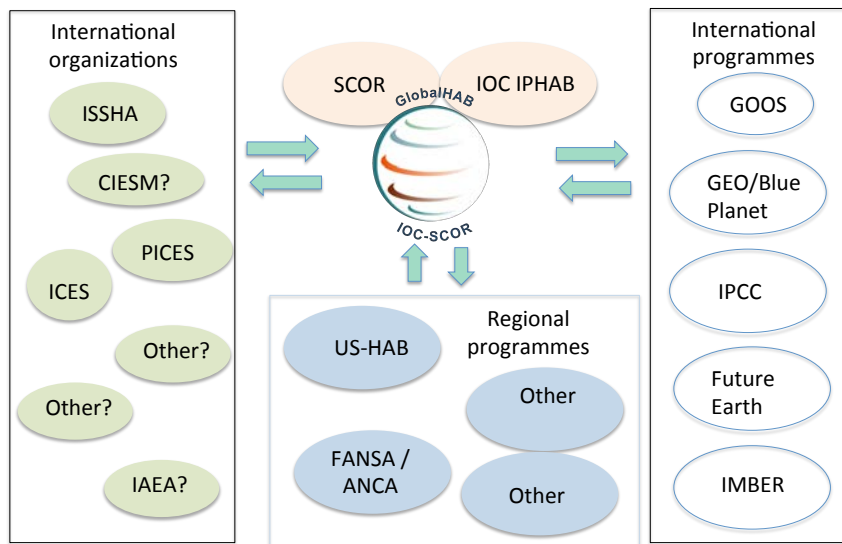 International
organizations
ISSHA
CIESM?
PICES
ICES
Other?
Other?
IAEA?
SCOR
IOC IPHAB
GlobalHAB
IOC-SCOR
Regional
programmes
US-HAB
Other
FANSA /
ANCA
Other
International
programmes
GOOS
GEO/Blue
Planet
IPCC
Future
Earth
IMBER